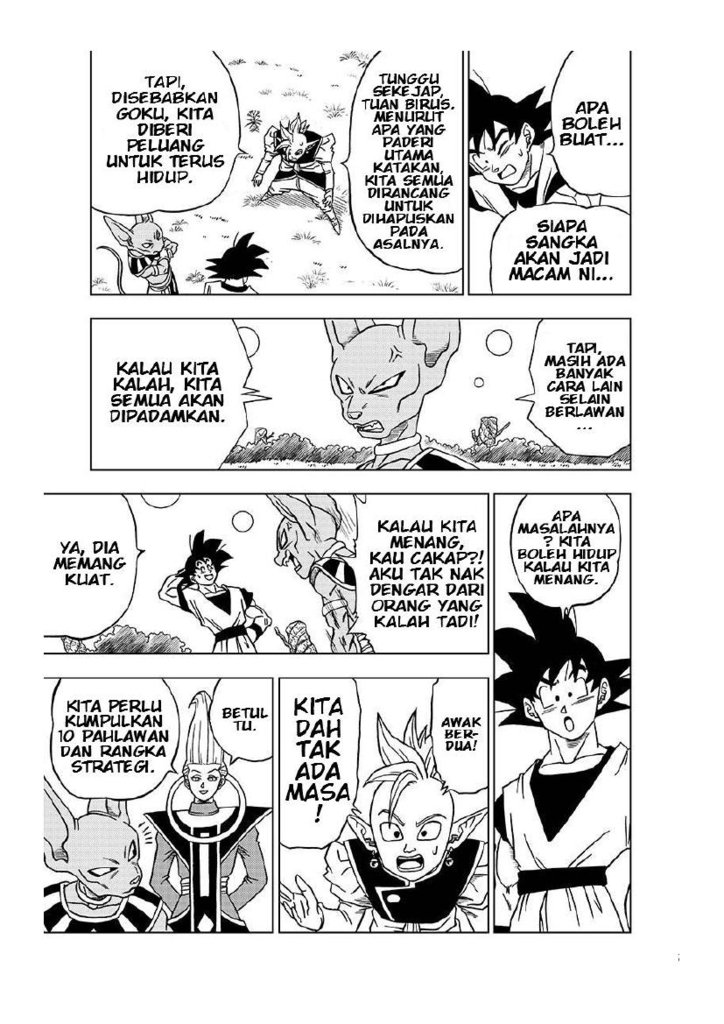 APA
BOLEH
BUAT...
SIAPA
SANGKA
AKAN JADI
MACAM NI...
TUNGGU
SEKEJAP,
TUAN BIRUS.
MENURUT
APA YANG
PADERI
UTAMA
KATAKAN,
KITA SEMUA
DIRANCANG
UNTUK
DIHAPUSKAN
PADA
ASALNYA.
TAPI,
DISEBABKAN
GOKU, KITA
DIBERI
PELUANG
UNTUK TERUS
HIDUP.
TAPI,
MASIH ADA
BANYAK
CARA LAIN
SELAIN
BERLAWAN
...
KALAU KITA
KALAH, KITA
SEMUA AKAN
DIPADAMKAN.
APA
MASALAHNYA
? KITA
BOLEH HIDUP
KALAU KITA
MENANG.
KALAU KITA
MENANG,
KAU CAKAP?!
AKU TAK NAK
DENGAR DARI
ORANG YANG
KALAH TADI!
YA, DIA
MEMANG
KUAT.
AWAK
BER-
DUA!
KITA
DAH
TAK
ADA
MASA
!
BETUL
TU.
KITA PERLU
KUMPULKAN
10 PAHLAWAN
DAN RANGKA
STRATEGI.